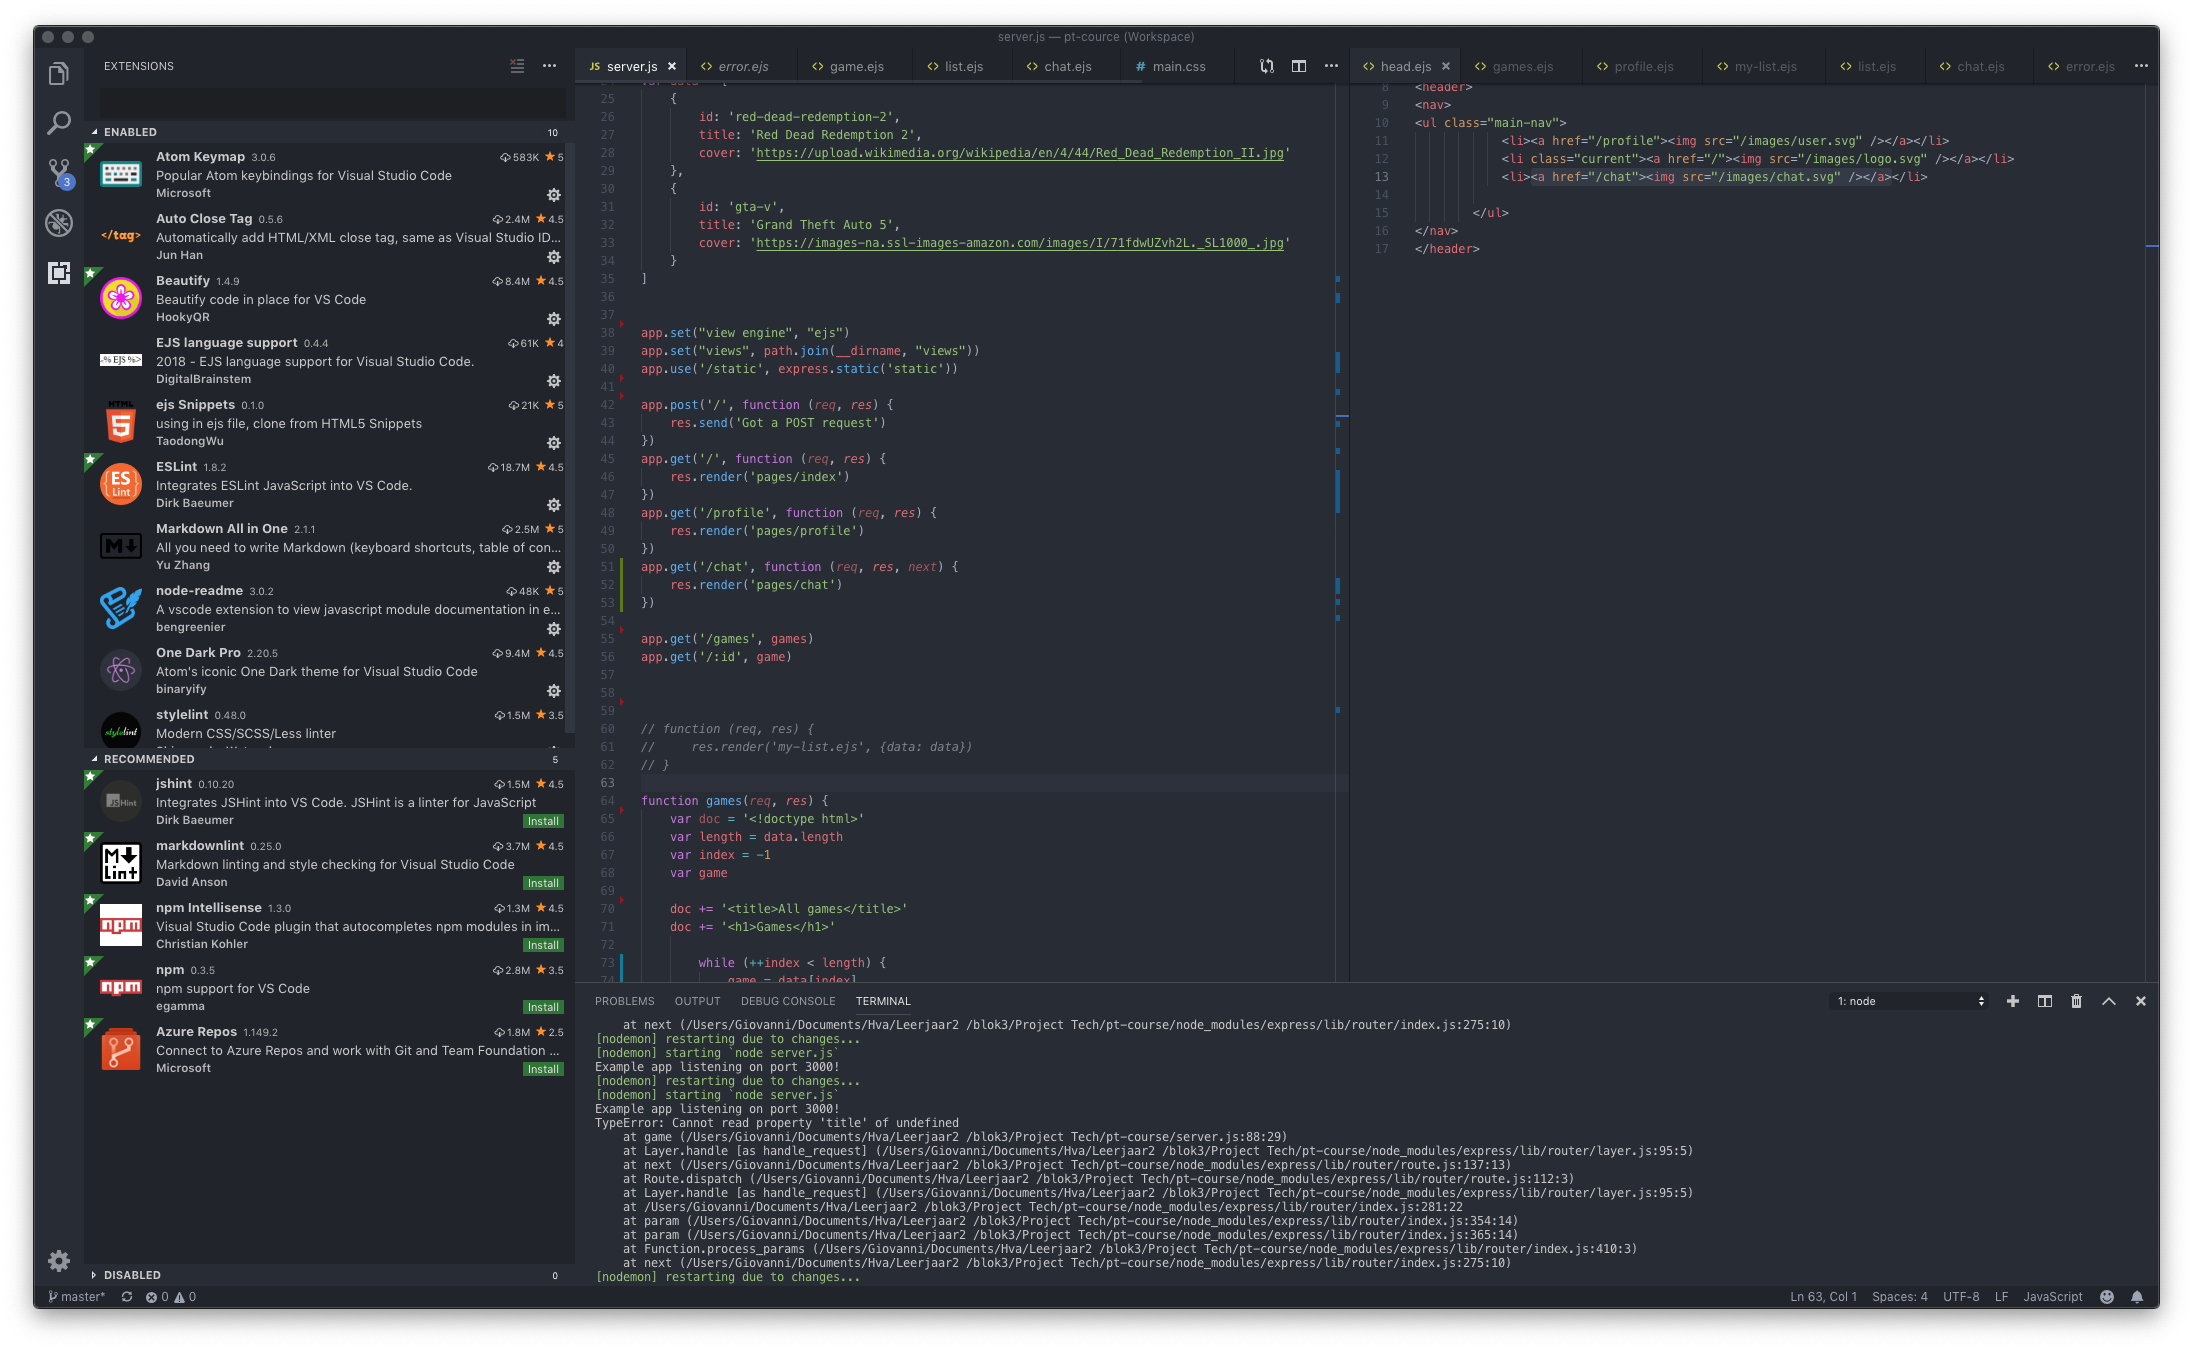 server.js — pt-cource (Workspace)
EXTENSIONS
ENABLED 10
Atom Keymap 3.0.6 583K 5
Popular Atom keybindings for Visual Studio Code
Microsoft
Auto Close Tag 0.5.6 2.4M 4.5
</tag>
Automatically add HTML/XML close tag, same as Visual Studio ID...
Jun Han
Beautify 1.4.9 8.4M 4.5
Beautify code in place for VS Code
HookyQR
EJS language support 0.4.4 61K 4
<% EJS %>
2018 - EJS language support for Visual Studio Code.
DigitalBrainstem
ejs Snippets 0.1.0 21K 5
HTML
5
using in ejs file, clone from HTML5 Snippets
TaodongWu
ESLint 1.8.2 18.7M 4.5
{ES}
Lint
Integrates ESLint JavaScript into VS Code.
Dirk Baeumer
Markdown All in One 2.1.1 2.5M 5
M
All you need to write Markdown (keyboard shortcuts, table of con...
Yu Zhang
node-readme 3.0.2 48K 5
A vscode extension to view javascript module documentation in e...
bengreenier
One Dark Pro 2.20.5 9.4M 4.5
Atom's iconic One Dark theme for Visual Studio Code
binaryify
stylelint 0.48.0 1.5M 3.5
stylelint
Modern CSS/SCSS/Less linter
RECOMMENDED 5
jshint 0.10.20 1.5M 4.5
JSHint
Integrates JSHint into VS Code. JSHint is a linter for JavaScript
Dirk Baeumer Install
markdownlint 0.25.0 3.7M 4.5
M
lint
Markdown linting and style checking for Visual Studio Code
David Anson Install
npm Intellisense 1.3.0 1.3M 4.5
npm
Visual Studio Code plugin that autocompletes npm modules in im...
Christian Kohler Install
npm 0.3.5 2.8M 3.5
npm
npm support for VS Code
egamma Install
Azure Repos 1.149.2 1.8M 2.5
Connect to Azure Repos and work with Git and Team Foundation ...
Microsoft Install
DISABLED 0
3
JS server.js × <> error.ejs <> game.ejs <> list.ejs <> chat.ejs # main.css
25 {
26 id: 'red-dead-redemption-2',
27 title: 'Red Dead Redemption 2',
28 cover: 'https://upload.wikimedia.org/wikipedia/en/4/44/Red_Dead_Redemption_II.jpg'
29 },
30 {
31 id: 'gta-v',
32 title: 'Grand Theft Auto 5',
33 cover: 'https://images-na.ssl-images-amazon.com/images/I/71fdwUZvh2L._SL1000_.jpg'
34 }
35 ]
36
37
38 app.set("view engine", "ejs")
39 app.set("views", path.join(__dirname, "views"))
40 app.use('/static', express.static('static'))
41
42 app.post('/', function (req, res) {
43 res.send('Got a POST request')
44 })
45 app.get('/', function (req, res) {
46 res.render('pages/index')
47 })
48 app.get('/profile', function (req, res) {
49 res.render('pages/profile')
50 })
51 app.get('/chat', function (req, res, next) {
52 res.render('pages/chat')
53 })
54
55 app.get('/games', games)
56 app.get('/:id', game)
57
58
59
60 // function (req, res) {
61 // res.render('my-list.ejs', {data: data})
62 // }
63
64 function games(req, res) {
65 var doc = '<!doctype html>'
66 var length = data.length
67 var index = -1
68 var game
69
70 doc += '<title>All games</title>'
71 doc += '<h1>Games</h1>'
72
73 while (++index < length) {
74 game = data[index]
<> head.ejs × <> games.ejs <> profile.ejs <> my-list.ejs <> list.ejs <> chat.ejs <> error.ejs
8 <header>
9 <nav>
10 <ul class="main-nav">
11 <li><a href="/profile"><img src="/images/user.svg" /></a></li>
12 <li class="current"><a href="/"><img src="/images/logo.svg" /></a></li>
13 <li><a href="/chat"><img src="/images/chat.svg" /></a></li>
14
15 </ul>
16 </nav>
17 </header>
PROBLEMS OUTPUT DEBUG CONSOLE TERMINAL 1: node
at next (/Users/Giovanni/Documents/Hva/Leerjaar2 /blok3/Project Tech/pt-course/node_modules/express/lib/router/index.js:275:10)
[nodemon] restarting due to changes...
[nodemon] starting `node server.js`
Example app listening on port 3000!
[nodemon] restarting due to changes...
[nodemon] starting `node server.js`
Example app listening on port 3000!
TypeError: Cannot read property 'title' of undefined
at game (/Users/Giovanni/Documents/Hva/Leerjaar2 /blok3/Project Tech/pt-course/server.js:88:29)
at Layer.handle [as handle_request] (/Users/Giovanni/Documents/Hva/Leerjaar2 /blok3/Project Tech/pt-course/node_modules/express/lib/router/layer.js:95:5)
at next (/Users/Giovanni/Documents/Hva/Leerjaar2 /blok3/Project Tech/pt-course/node_modules/express/lib/router/route.js:137:13)
at Route.dispatch (/Users/Giovanni/Documents/Hva/Leerjaar2 /blok3/Project Tech/pt-course/node_modules/express/lib/router/route.js:112:3)
at Layer.handle [as handle_request] (/Users/Giovanni/Documents/Hva/Leerjaar2 /blok3/Project Tech/pt-course/node_modules/express/lib/router/layer.js:95:5)
at /Users/Giovanni/Documents/Hva/Leerjaar2 /blok3/Project Tech/pt-course/node_modules/express/lib/router/index.js:281:22
at param (/Users/Giovanni/Documents/Hva/Leerjaar2 /blok3/Project Tech/pt-course/node_modules/express/lib/router/index.js:354:14)
at param (/Users/Giovanni/Documents/Hva/Leerjaar2 /blok3/Project Tech/pt-course/node_modules/express/lib/router/index.js:365:14)
at Function.process_params (/Users/Giovanni/Documents/Hva/Leerjaar2 /blok3/Project Tech/pt-course/node_modules/express/lib/router/index.js:410:3)
at next (/Users/Giovanni/Documents/Hva/Leerjaar2 /blok3/Project Tech/pt-course/node_modules/express/lib/router/index.js:275:10)
[nodemon] restarting due to changes...
master* 0 0 Ln 63, Col 1 Spaces: 4 UTF-8 LF JavaScript